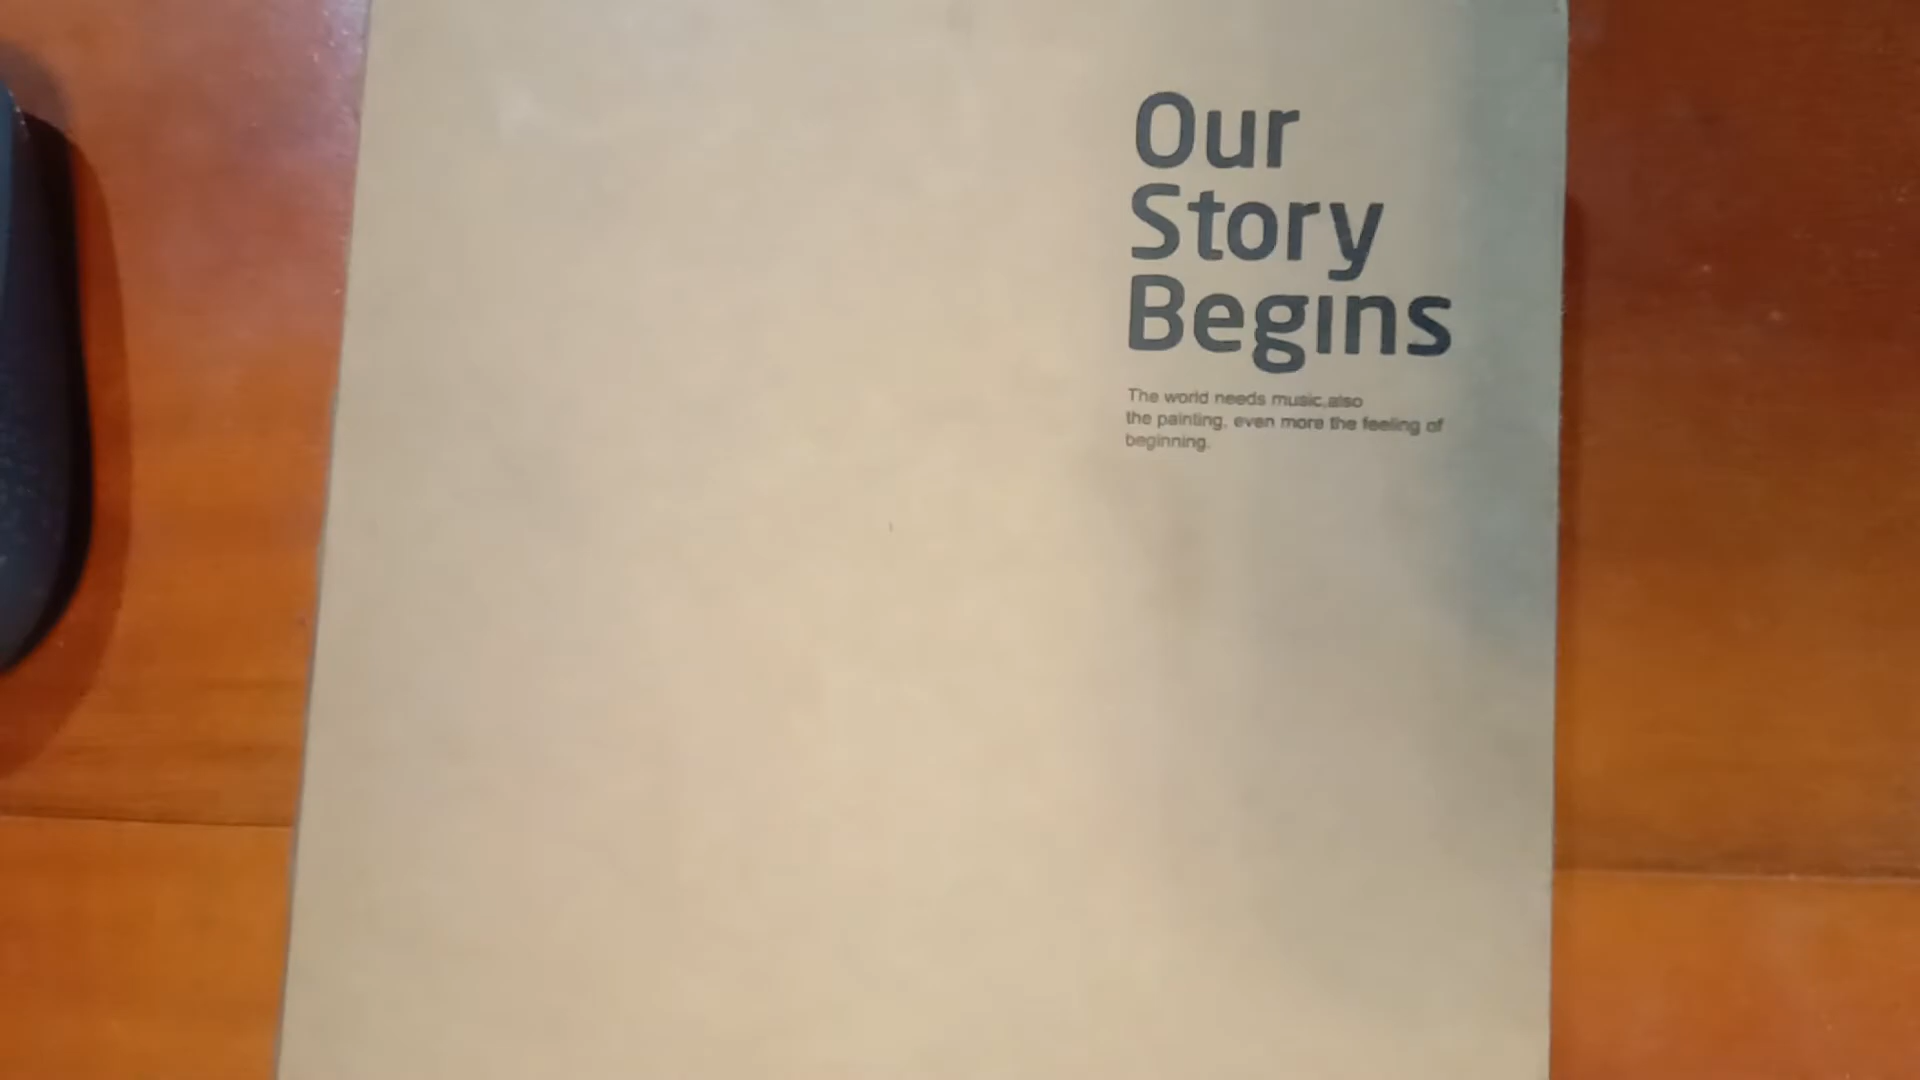 Our
Story
Begins
The world needs music,also
the painting, even more the feeling of
beginning.